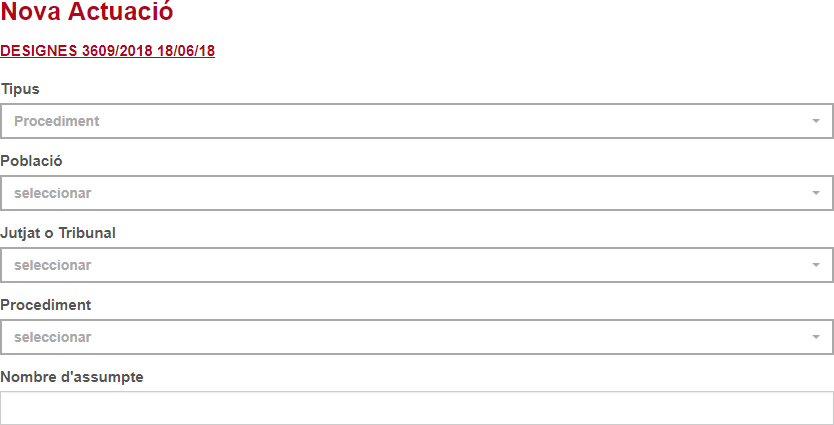 Nova Actuació
DESIGNES 3609/2018 18/06/18
Tipus
Procediment
Població
seleccionar
Jutjat o Tribunal
seleccionar
Procediment
seleccionar
Nombre d'assumpte